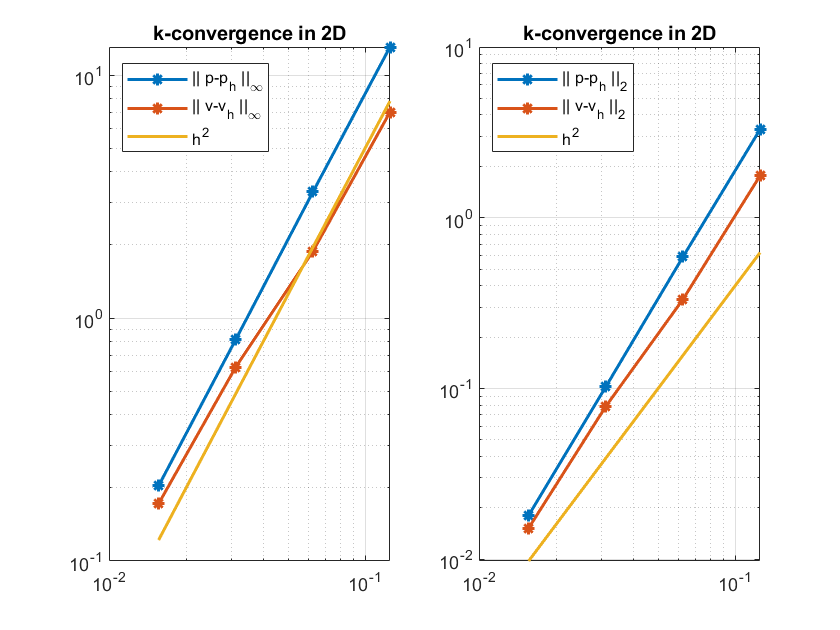 k-convergence in 2D
|| p-p_h ||_∞
|| v-v_h ||_∞
h^2
10^1
10^0
10^-1
10^-2
10^-1
k-convergence in 2D
|| p-p_h ||_2
|| v-v_h ||_2
h^2
10^1
10^0
10^-1
10^-2
10^-2
10^-1